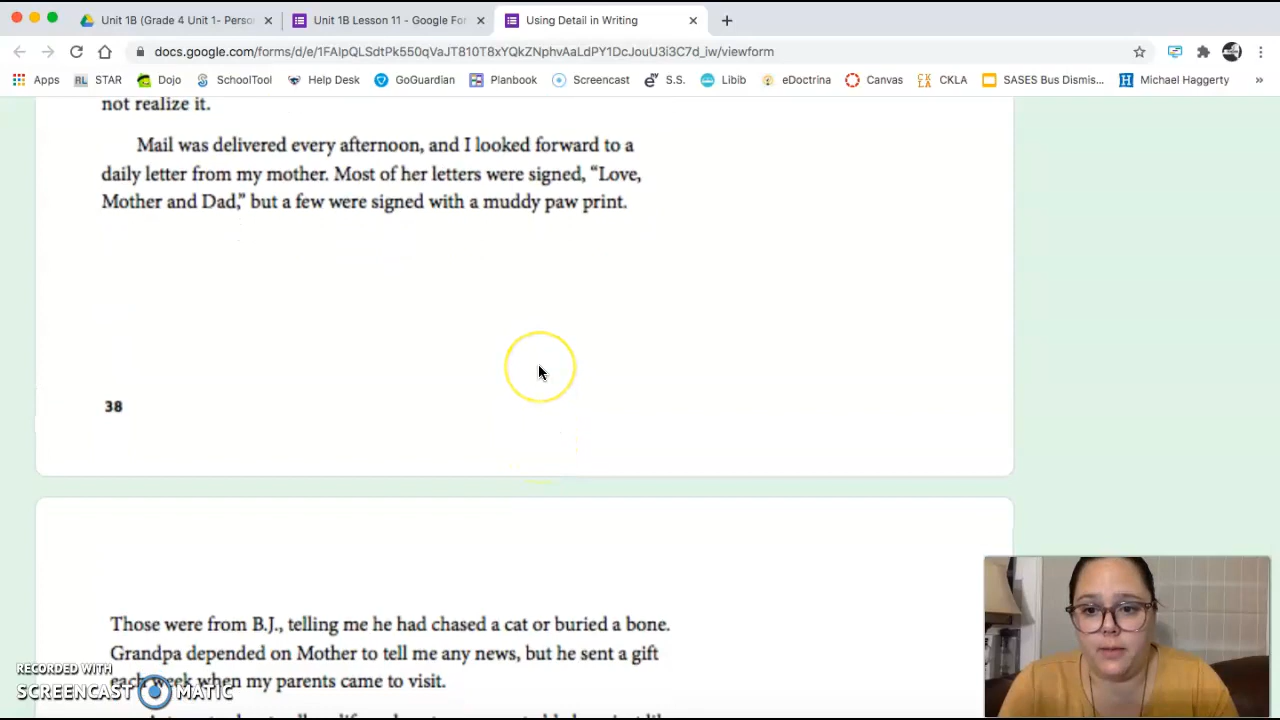 Unit 1B (Grade 4 Unit 1- Perso
Unit 1B Lesson 11 - Google For
Using Detail in Writing
docs.google.com/forms/d/e/1FAIpQLSdtPk550qVaJT810T8xYQkZNphvAaLdPY1DcJouU3i3C7d_iw/viewform
Apps
RL STAR
Dojo
SchoolTool
Help Desk
GoGuardian
Planbook
Screencast
S.S.
Libib
eDoctrina
Canvas
CKLA
SASES Bus Dismis...
Michael Haggerty
not realize it.
Mail was delivered every afternoon, and I looked forward to a
daily letter from my mother. Most of her letters were signed, “Love,
Mother and Dad,” but a few were signed with a muddy paw print.
38
Those were from B.J., telling me he had chased a cat or buried a bone.
Grandpa depended on Mother to tell me any news, but he sent a gift
each week when my parents came to visit.
RECORDED WITH
SCREENCAST MATIC